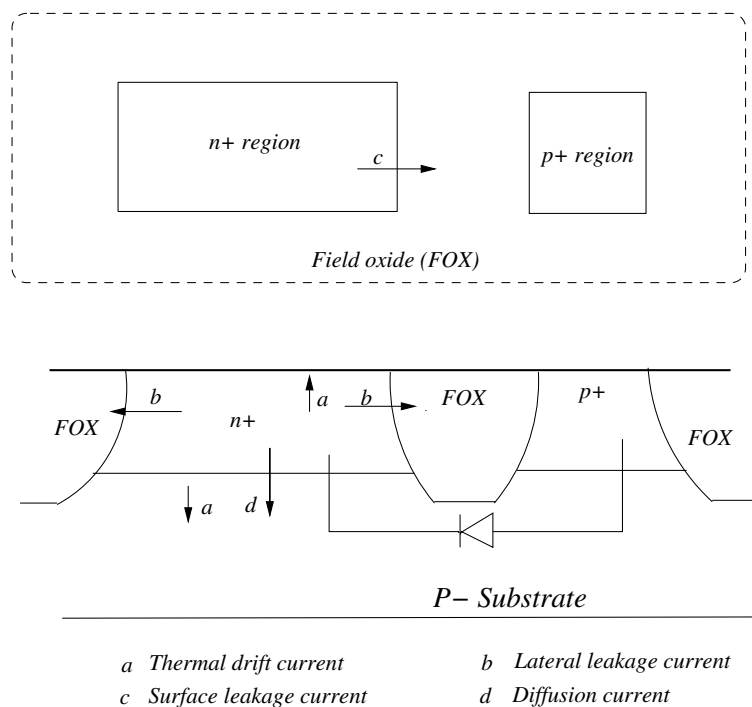 n+ region
c
p+ region
Field oxide (FOX)
b
a
b
FOX
p+
FOX
n+
FOX
a
d
P− Substrate
a Thermal drift current
b Lateral leakage current
c Surface leakage current
d Diffusion current